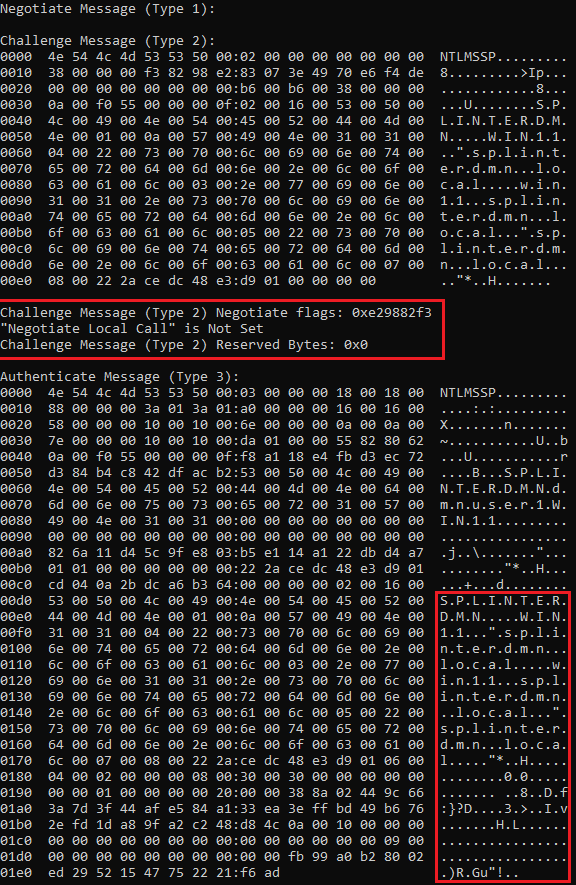 Negotiate Message (Type 1):
Challenge Message (Type 2):
0000 4e 54 4c 4d 53 53 50 00:02 00 00 00 00 00 00 00 NTLMSSP.........
0010 38 00 00 00 f3 82 98 e2:83 07 3e 49 70 e6 f4 de 8.........>Ip...
0020 00 00 00 00 00 00 00 00:b6 00 b6 00 38 00 00 00 ............8...
0030 0a 00 f0 55 00 00 00 0f:02 00 16 00 53 00 50 00 ...U........S.P.
0040 4c 00 49 00 4e 00 54 00:45 00 52 00 44 00 4d 00 L.I.N.T.E.R.D.M.
0050 4e 00 01 00 0a 00 57 00:49 00 4e 00 31 00 31 00 N.....W.I.N.1.1.
0060 04 00 22 00 73 00 70 00:6c 00 69 00 6e 00 74 00 ..".s.p.l.i.n.t.
0070 65 00 72 00 64 00 6d 00:6e 00 2e 00 6c 00 6f 00 e.r.d.m.n...l.o.
0080 63 00 61 00 6c 00 03 00:2e 00 77 00 69 00 6e 00 c.a.l.....w.i.n.
0090 31 00 31 00 2e 00 73 00:70 00 6c 00 69 00 6e 00 1.1...s.p.l.i.n.
00a0 74 00 65 00 72 00 64 00:6d 00 6e 00 2e 00 6c 00 t.e.r.d.m.n...l.
00b0 6f 00 63 00 61 00 6c 00:05 00 22 00 73 00 70 00 o.c.a.l...".s.p.
00c0 6c 00 69 00 6e 00 74 00:65 00 72 00 64 00 6d 00 l.i.n.t.e.r.d.m.
00d0 6e 00 2e 00 6c 00 6f 00:63 00 61 00 6c 00 07 00 n...l.o.c.a.l...
00e0 08 00 22 2a ce dc 48 e3:d9 01 00 00 00 00 .."*..H.......
Challenge Message (Type 2) Negotiate flags: 0xe29882f3
"Negotiate Local Call" is Not Set
Challenge Message (Type 2) Reserved Bytes: 0x0
Authenticate Message (Type 3):
0000 4e 54 4c 4d 53 53 50 00:03 00 00 00 18 00 18 00 NTLMSSP.........
0010 88 00 00 00 3a 01 3a 01:a0 00 00 00 16 00 16 00 ....:.:.........
0020 58 00 00 00 10 00 10 00:6e 00 00 00 0a 00 0a 00 X.......n.......
0030 7e 00 00 00 10 00 10 00:da 01 00 00 55 82 80 62 ~...........U..b
0040 0a 00 f0 55 00 00 00 0f:f8 a1 18 e4 fb d3 ec 72 ...U...........r
0050 d3 84 b4 c8 42 df ac b2:53 00 50 00 4c 00 49 00 ....B...S.P.L.I.
0060 4e 00 54 00 45 00 52 00:44 00 4d 00 4e 00 64 00 N.T.E.R.D.M.N.d.
0070 6d 00 6e 00 75 00 73 00:65 00 72 00 31 00 57 00 m.n.u.s.e.r.1.W.
0080 49 00 4e 00 31 00 31 00:00 00 00 00 00 00 00 00 I.N.1.1.........
0090 00 00 00 00 00 00 00 00:00 00 00 00 00 00 00 00 ................
00a0 82 6a 11 d4 5c 9f e8 03:b5 e1 14 a1 22 db d4 a7 .j..\......."...
00b0 01 01 00 00 00 00 00 00:22 2a ce dc 48 e3 d9 01 ........"*..H...
00c0 cd 04 0a 2b dc a6 b3 64:00 00 00 00 02 00 16 00 ...+...d........
00d0 53 00 50 00 4c 00 49 00:4e 00 54 00 45 00 52 00 S.P.L.I.N.T.E.R.
00e0 44 00 4d 00 4e 00 01 00:0a 00 57 00 49 00 4e 00 D.M.N.....W.I.N.
00f0 31 00 31 00 04 00 22 00:73 00 70 00 6c 00 69 00 1.1...".s.p.l.i.
0100 6e 00 74 00 65 00 72 00:64 00 6d 00 6e 00 2e 00 n.t.e.r.d.m.n...
0110 6c 00 6f 00 63 00 61 00:6c 00 03 00 2e 00 77 00 l.o.c.a.l.....w.
0120 69 00 6e 00 31 00 31 00:2e 00 73 00 70 00 6c 00 i.n.1.1...s.p.l.
0130 69 00 6e 00 74 00 65 00:72 00 64 00 6d 00 6e 00 i.n.t.e.r.d.m.n.
0140 2e 00 6c 00 6f 00 63 00:61 00 6c 00 05 00 22 00 ..l.o.c.a.l...".
0150 73 00 70 00 6c 00 69 00:6e 00 74 00 65 00 72 00 s.p.l.i.n.t.e.r.
0160 64 00 6d 00 6e 00 2e 00:6c 00 6f 00 63 00 61 00 d.m.n...l.o.c.a.
0170 6c 00 07 00 08 00 22 2a:ce dc 48 e3 d9 01 06 00 l....."*..H.....
0180 04 00 02 00 00 00 08 00:30 00 30 00 00 00 00 00 ........0.0.....
0190 00 00 01 00 00 00 00 20:00 00 38 8a 02 44 9c 66 ....... ..8..D.f
01a0 3a 7d 3f 44 af e5 84 a1:33 ea 3e ff bd 49 b6 76 :}?D....3.>..I.v
01b0 2e fd 1d a8 9f a2 c2 48:d8 4c 0a 00 10 00 00 00 .......H.L......
01c0 00 00 00 00 00 00 00 00:00 00 00 00 00 00 09 00 ................
01d0 00 00 00 00 00 00 00 00:00 00 fb 99 a0 b2 80 02 ................
01e0 ed 29 52 15 47 75 22 21:f6 ad .)R.Gu"!..